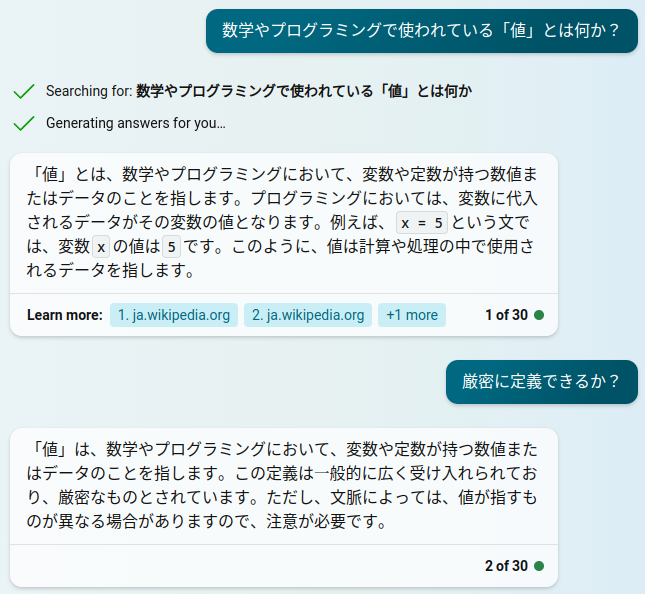 数学やプログラミングで使われている「値」とは何か？
Searching for: 数学やプログラミングで使われている「値」とは何か
Generating answers for you…
「値」とは、数学やプログラミングにおいて、変数や定数が持つ数値ま
たはデータのことを指します。プログラミングにおいては、変数に代入
されるデータがその変数の値となります。例えば、 x = 5 という文で
は、変数 x の値は 5 です。このように、値は計算や処理の中で使用さ
れるデータを指します。
Learn more: 1. ja.wikipedia.org 2. ja.wikipedia.org +1 more 1 of 30
厳密に定義できるか？
「値」は、数学やプログラミングにおいて、変数や定数が持つ数値また
はデータのことを指します。この定義は一般的に広く受け入れられてお
り、厳密なものとされています。ただし、文脈によっては、値が指すも
のが異なる場合がありますので、注意が必要です。
2 of 30